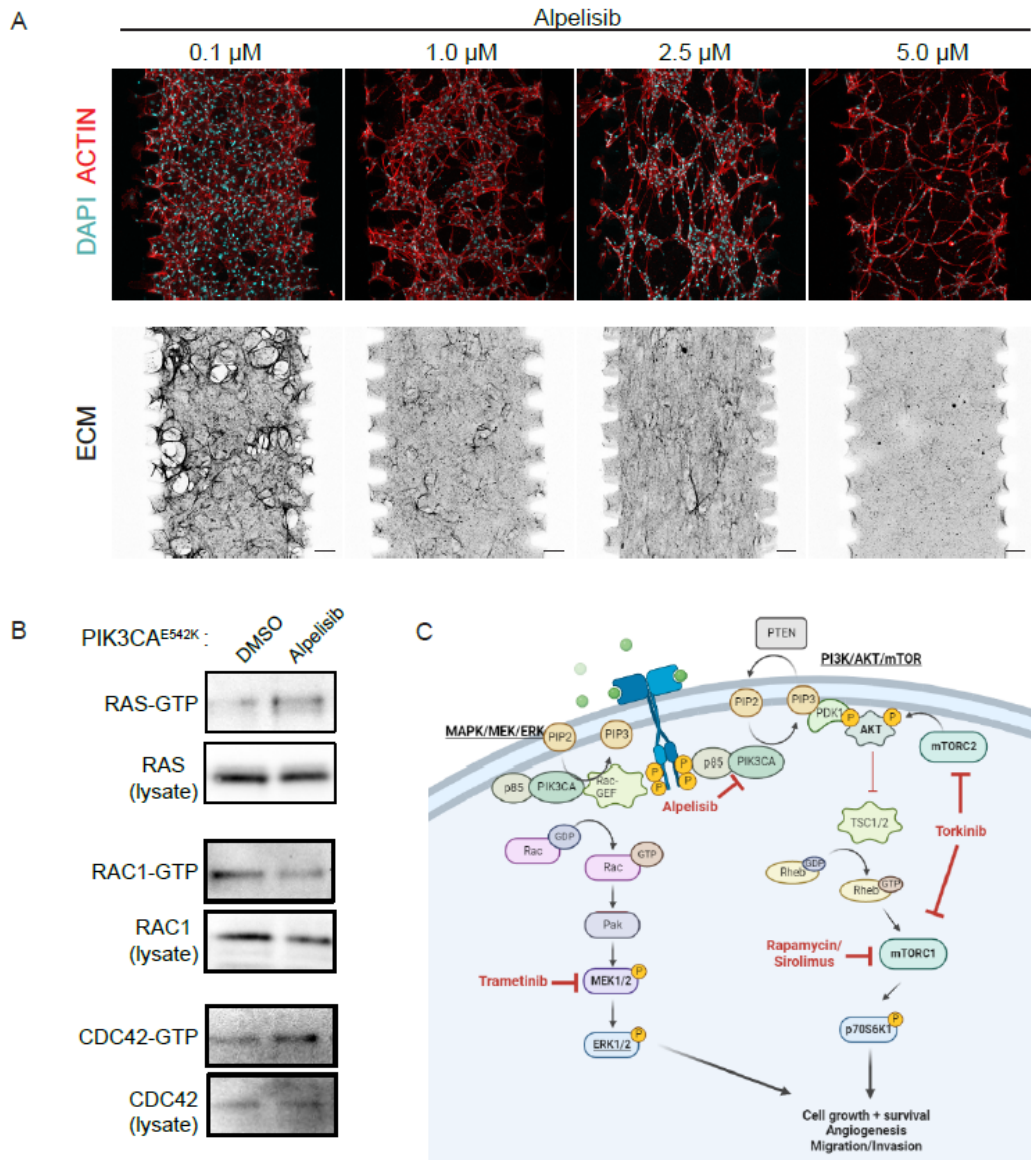 A
Alpelisib
0.1 µM 1.0 µM 2.5 µM 5.0 µM
DAPI ACTIN
ECM
B
PIK3CAE542K :
DMSO
Alpelisib
RAS-GTP
RAS
(lysate)
RAC1-GTP
RAC1
(lysate)
CDC42-GTP
CDC42
(lysate)
C
PTEN
PI3K/AKT/mTOR
MAPK/MEK/ERK
PIP2
PIP3
PIP2
PIP3
PDK1
P
P
AKT
mTORC2
p85
PIK3CA
Rac-
GEF
P
P
P
P
p85
PIK3CA
Alpelisib
TSC1/2
Torkinib
Rac
GDP
Rac
GTP
Rheb
GDP
Rheb
GTP
Pak
Rapamycin/
Sirolimus
mTORC1
Trametinib
MEK1/2
P
p70S6K1
P
ERK1/2
P
Cell growth + survival
Angiogenesis
Migration/Invasion